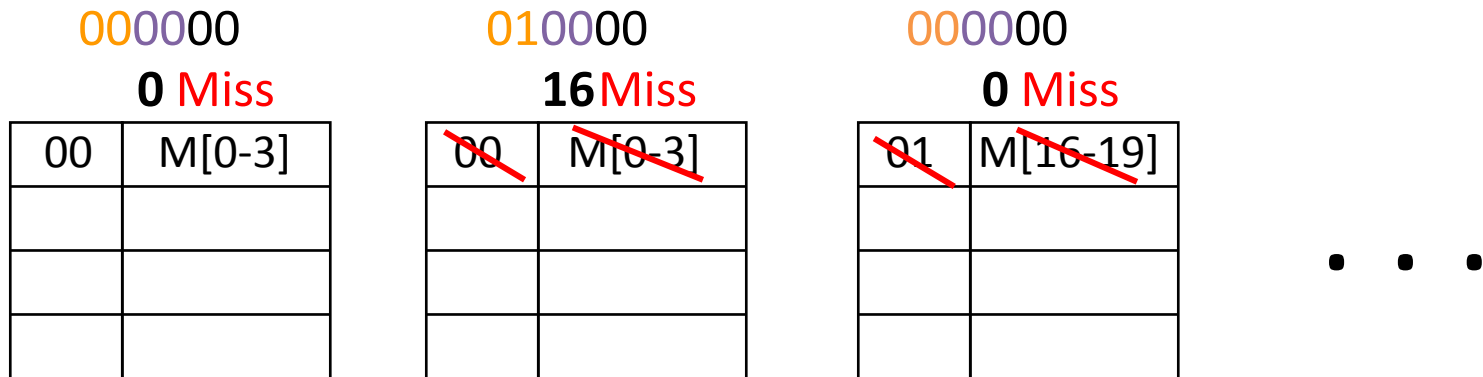 000000 010000 000000
0 Miss 16 Miss 0 Miss
00 M[0-3] 00 M[0-3] 01 M[16-19]
. . .